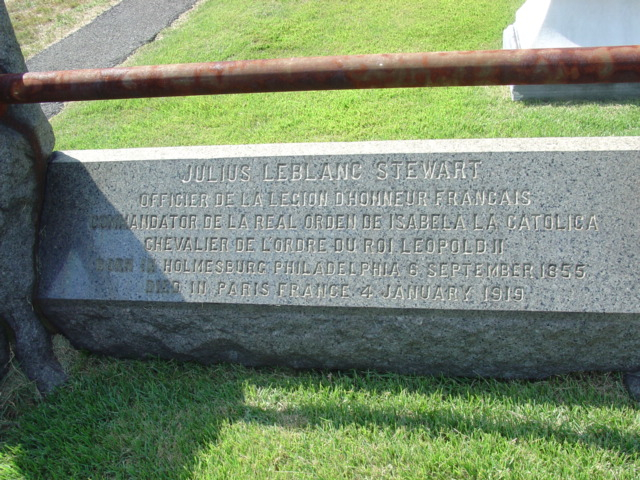 JULIUS LEBLANC STEWART
OFFICIER DE LA LEGION D'HONNEUR FRANCAIS
COMMANDATOR DE LA REAL ORDEN DE ISABELA LA CATOLICA
CHEVALIER DE L'ORDRE DU ROI LEOPOLD II
BORN IN HOLMESBURG PHILADELPHIA 6 SEPTEMBER 1855
DIED IN PARIS FRANCE 4 JANUARY 1919